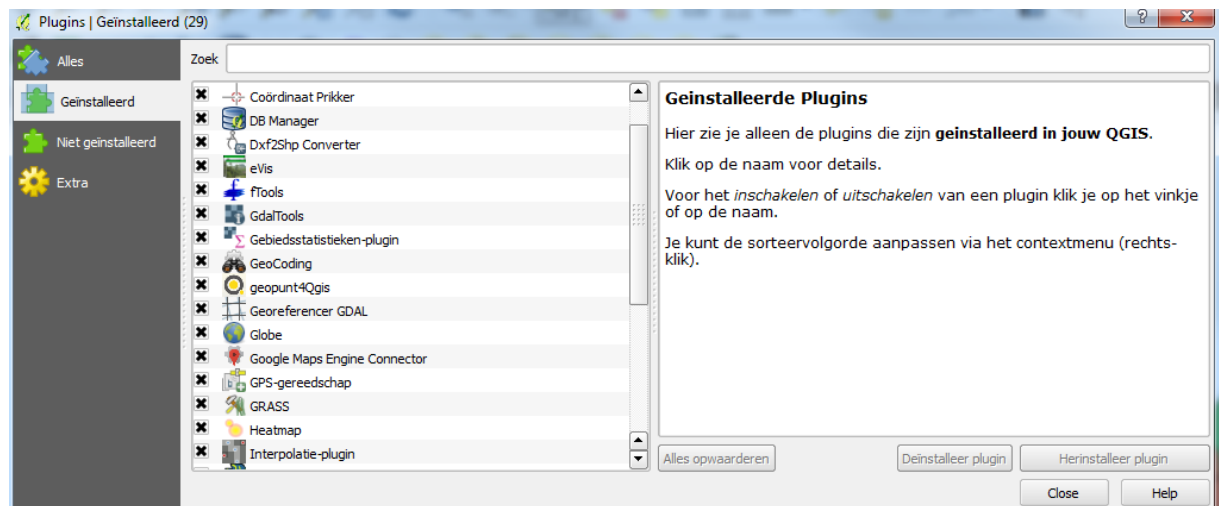 Plugins | Geïnstalleerd (29)
Alles
Geïnstalleerd
Niet geïnstalleerd
Extra
Zoek
Coördinaat Prikker
DB Manager
Dxf2Shp Converter
eVis
fTools
GdalTools
Gebiedsstatistieken-plugin
GeoCoding
geopunt4Qgis
Georeferencer GDAL
Globe
Google Maps Engine Connector
GPS-gereedschap
GRASS
Heatmap
Interpolatie-plugin
Geinstalleerde Plugins
Hier zie je alleen de plugins die zijn geinstalleerd in jouw QGIS.
Klik op de naam voor details.
Voor het inschakelen of uitschakelen van een plugin klik je op het vinkje
of op de naam.
Je kunt de sorteervolgorde aanpassen via het contextmenu (rechts-
klik).
Alles opwaarderen
Deïnstalleer plugin
Herinstalleer plugin
Close
Help